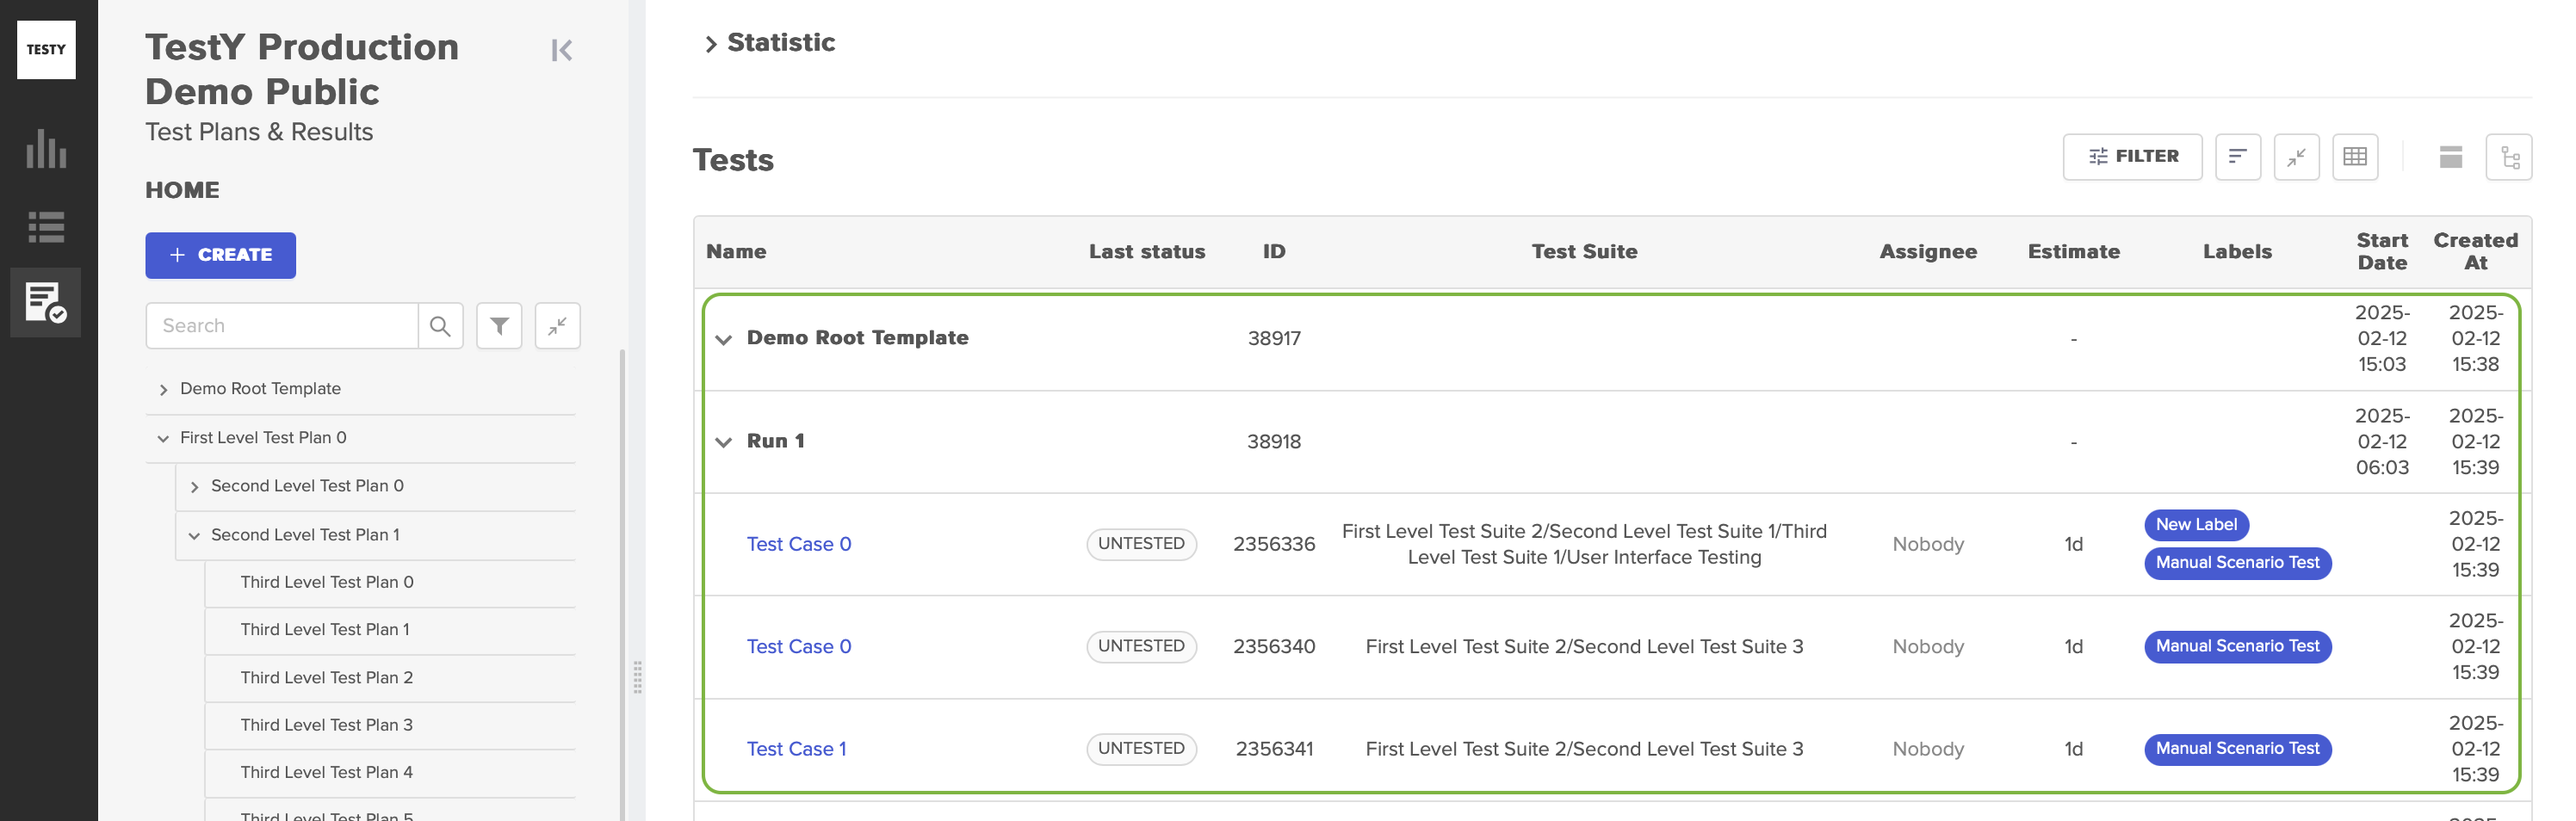 TESTY
TestY Production
Demo Public
Test Plans & Results
HOME
+ CREATE
Search
Demo Root Template
First Level Test Plan 0
Second Level Test Plan 0
Second Level Test Plan 1
Third Level Test Plan 0
Third Level Test Plan 1
Third Level Test Plan 2
Third Level Test Plan 3
Third Level Test Plan 4
Third Level Test Plan 5
Statistic
Tests
FILTER
Name Last status ID Test Suite Assignee Estimate Labels Start Date Created At
Demo Root Template 38917 - 2025-02-12 15:03 2025-02-12 15:38
Run 1 38918 - 2025-02-12 06:03 2025-02-12 15:39
Test Case 0 UNTESTED 2356336 First Level Test Suite 2/Second Level Test Suite 1/Third Level Test Suite 1/User Interface Testing Nobody 1d New Label Manual Scenario Test 2025-02-12 15:39
Test Case 0 UNTESTED 2356340 First Level Test Suite 2/Second Level Test Suite 3 Nobody 1d Manual Scenario Test 2025-02-12 15:39
Test Case 1 UNTESTED 2356341 First Level Test Suite 2/Second Level Test Suite 3 Nobody 1d Manual Scenario Test 2025-02-12 15:39